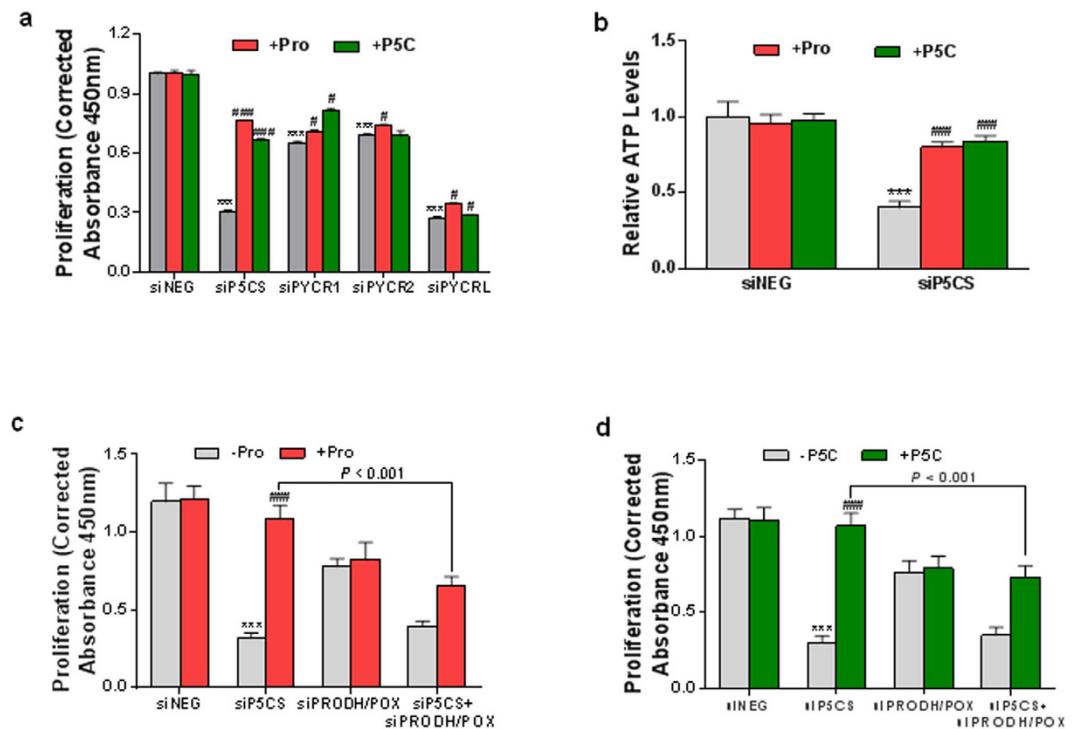 a
+Pro +P5C
Proliferation (Corrected
Absorbance 450nm)
1.2
0.9
0.6
0.3
0.0
*** ### ### *** # # *** # *** # #
siNEG siP5CS siPYCR1 siPYCR2 siPYCRL
b
+Pro +P5C
Relative ATP Levels
1.5
1.0
0.5
0.0
*** ### ###
siNEG siP5CS
c
-Pro +Pro
Proliferation (Corrected
Absorbance 450nm)
1.5
1.0
0.5
0.0
P < 0.001
*** ###
siNEG siP5CS siPRODH/POX siP5CS+
siPRODH/POX
d
-P5C +P5C
Proliferation (Corrected
Absorbance 450nm)
1.5
1.0
0.5
0.0
P < 0.001
*** ###
siNEG siP5CS siPRODH/POX siP5CS+
siPRODH/POX